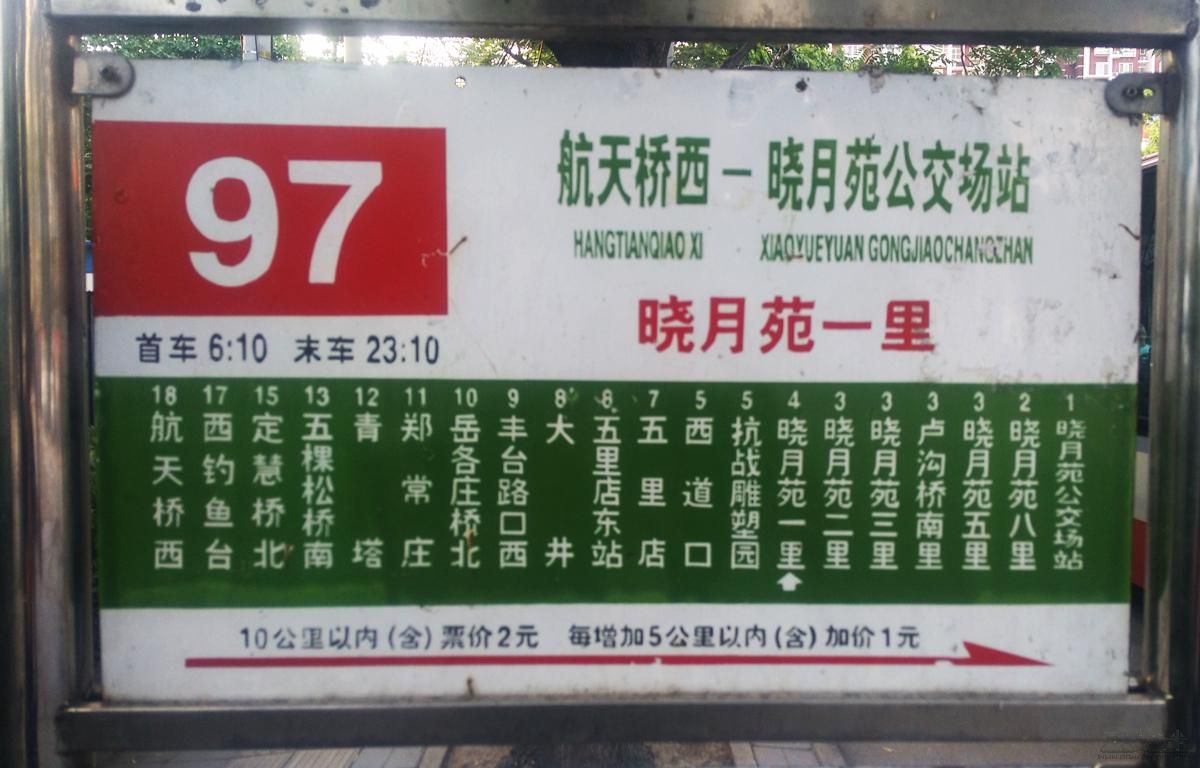 97
航天桥西－晓月苑公交场站
HANGTIANQIAO XI XIAOYUEYUAN GONGJIAOCHANGZHAN
晓月苑一里
首车 6:10 末车 23:10
18 航天桥西
17 西钓鱼台
15 定慧桥北
13 五棵松桥南
12 青塔
11 郑常庄
10 岳各庄桥北
9 丰台路口西
8 大井
8 五里店东站
7 五里店
5 西道口
5 抗战雕塑园
4 晓月苑一里
3 晓月苑二里
3 晓月苑三里
3 卢沟桥南里
3 晓月苑五里
2 晓月苑八里
1 晓月苑公交场站
10公里以内(含)票价2元 每增加5公里以内(含)加价1元